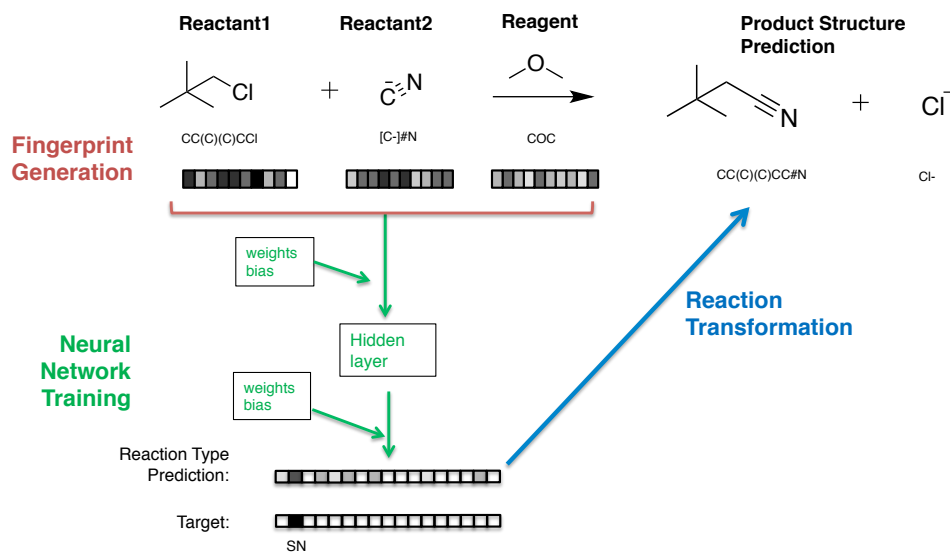 Reactant1
Reactant2
Reagent
Product Structure
Prediction
Cl
+
C
N
O
N
+
Cl
CC(C)(C)CCl
[C-]#N
COC
CC(C)(C)CC#N
Cl-
Fingerprint
Generation
weights
bias
Hidden
layer
Reaction
Transformation
Neural
Network
Training
weights
bias
Reaction Type
Prediction:
Target:
SN